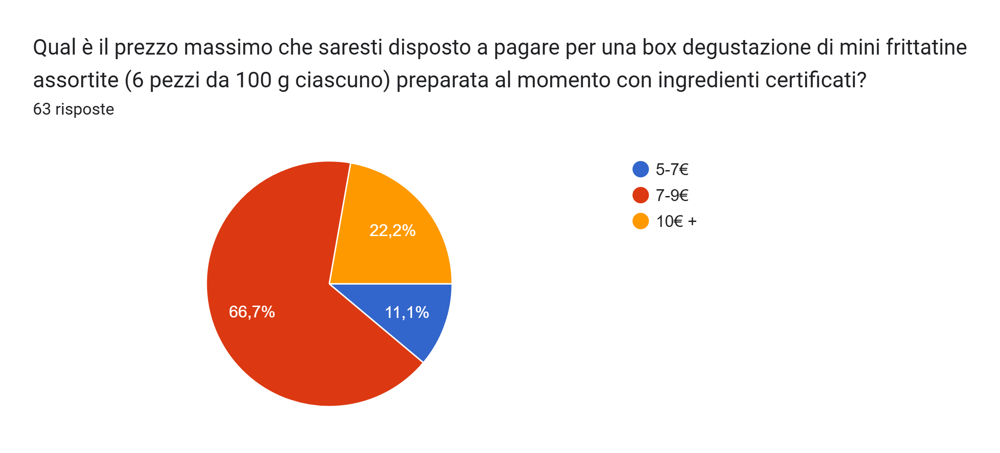 Qual è il prezzo massimo che saresti disposto a pagare per una box degustazione di mini frittatine
assortite (6 pezzi da 100 g ciascuno) preparata al momento con ingredienti certificati?
63 risposte
5-7€
7-9€
10€ +
22,2%
66,7%
11,1%